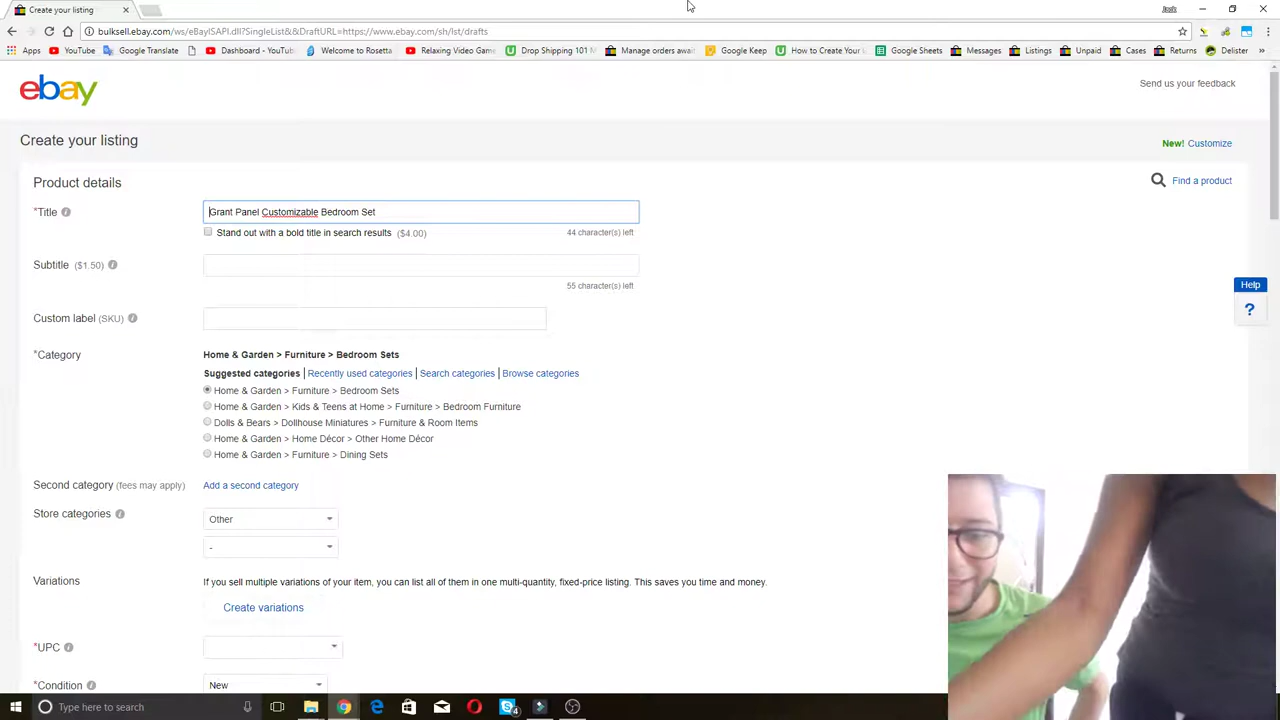 Create your listing
bulksell.ebay.com/ws/eBayISAPI.dll?SingleList&&DraftURL=https://www.ebay.com/sh/lst/drafts
Apps YouTube Google Translate Dashboard - YouTube Welcome to Rosetta Relaxing Video Game Drop Shipping 101 Manage orders await Google Keep How to Create Your Google Sheets Messages Listings Unpaid Cases Returns Delister
ebay
Send us your feedback
Create your listing
New! Customize
Product details
Find a product
*Title Grant Panel Customizable Bedroom Set
Stand out with a bold title in search results ($4.00) 44 character(s) left
Subtitle ($1.50)
55 character(s) left
Help
?
Custom label (SKU)
*Category Home & Garden > Furniture > Bedroom Sets
Suggested categories | Recently used categories | Search categories | Browse categories
Home & Garden > Furniture > Bedroom Sets
Home & Garden > Kids & Teens at Home > Furniture > Bedroom Furniture
Dolls & Bears > Dollhouse Miniatures > Furniture & Room Items
Home & Garden > Home Décor > Other Home Décor
Home & Garden > Furniture > Dining Sets
Second category (fees may apply) Add a second category
Store categories Other
-
Variations If you sell multiple variations of your item, you can list all of them in one multi-quantity, fixed-price listing. This saves you time and money.
Create variations
*UPC
*Condition New
Type here to search
4